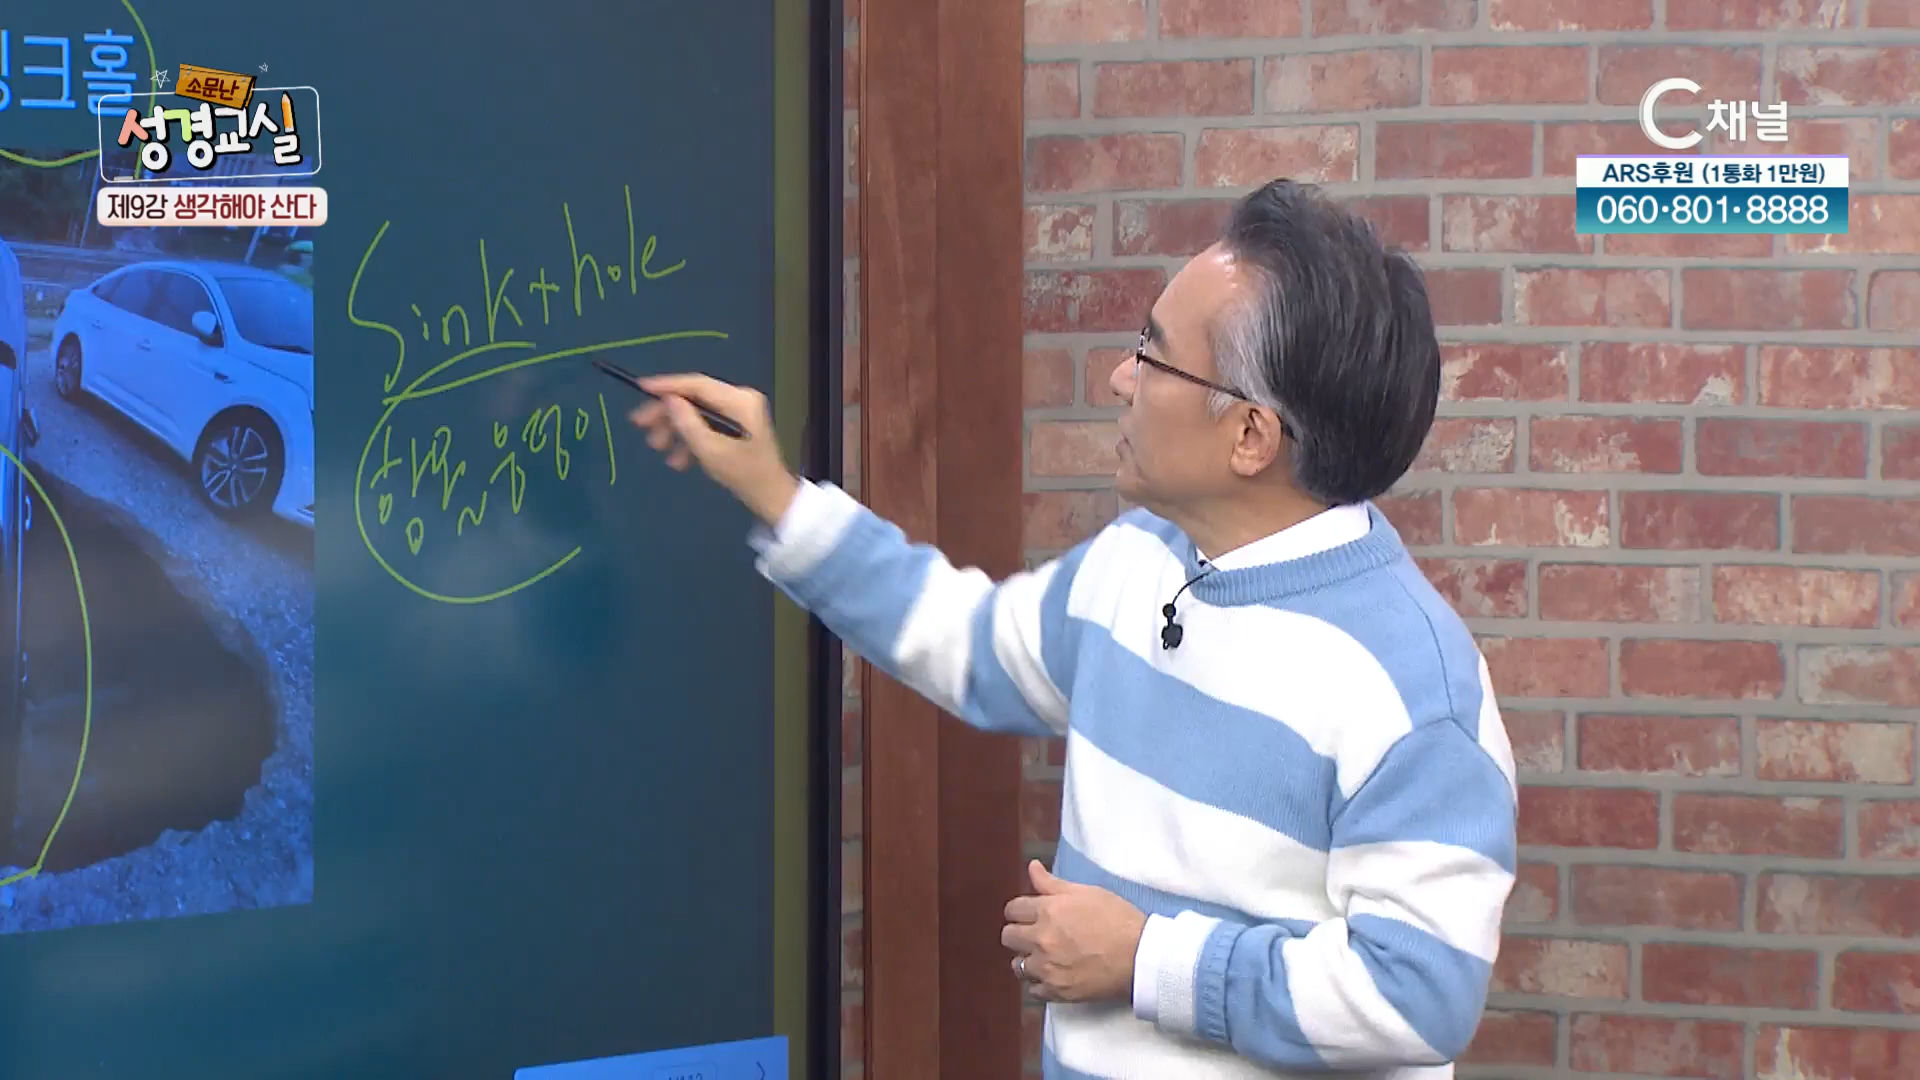 싱크홀
소문난
성경교실
제9강 생각해야 산다
C채널
ARS후원 (1통화 1만원)
060·801·8888
Sink+hole
함몰 웅덩이